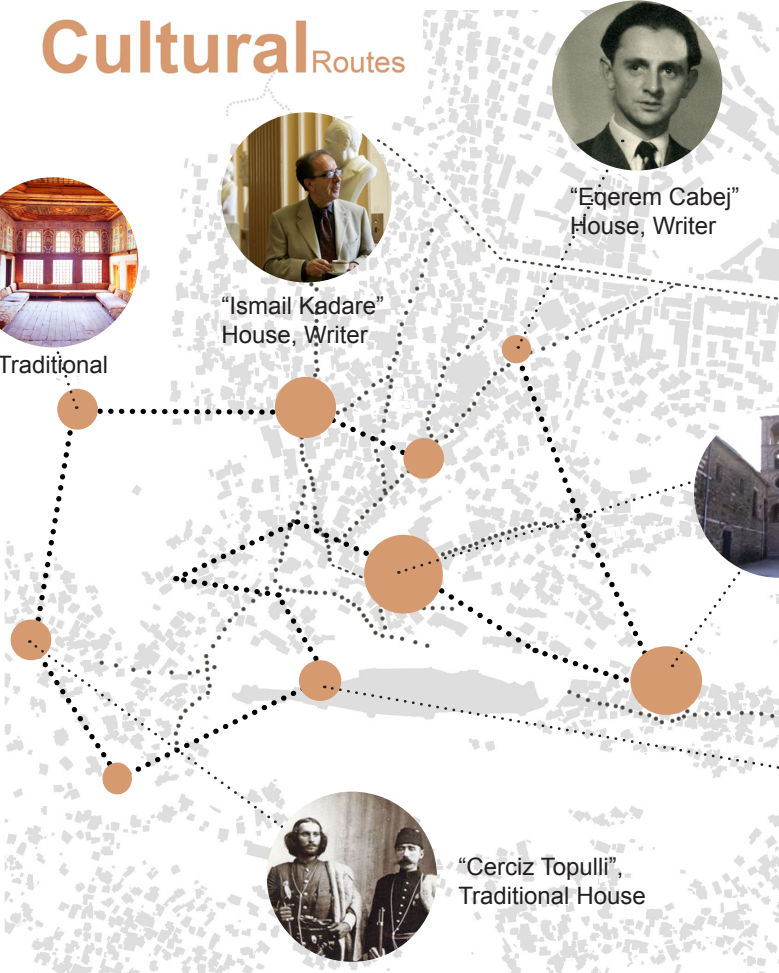 Cultural Routes
“Eqerem Cabej”
House, Writer
“Ismail Kadare”
House, Writer
Traditional
“Cerciz Topulli”,
Traditional House